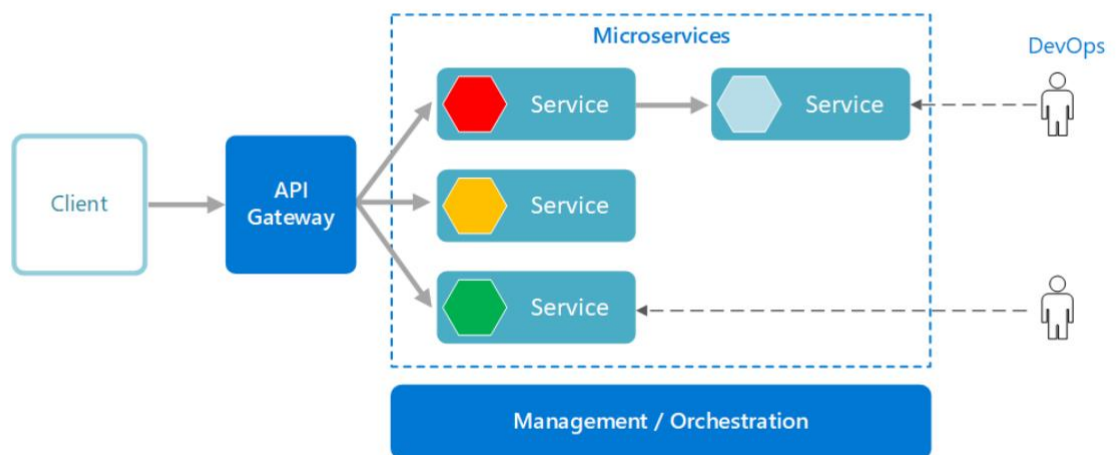 Microservices
DevOps
Service
Service
Client
API
Gateway
Service
Service
Management / Orchestration